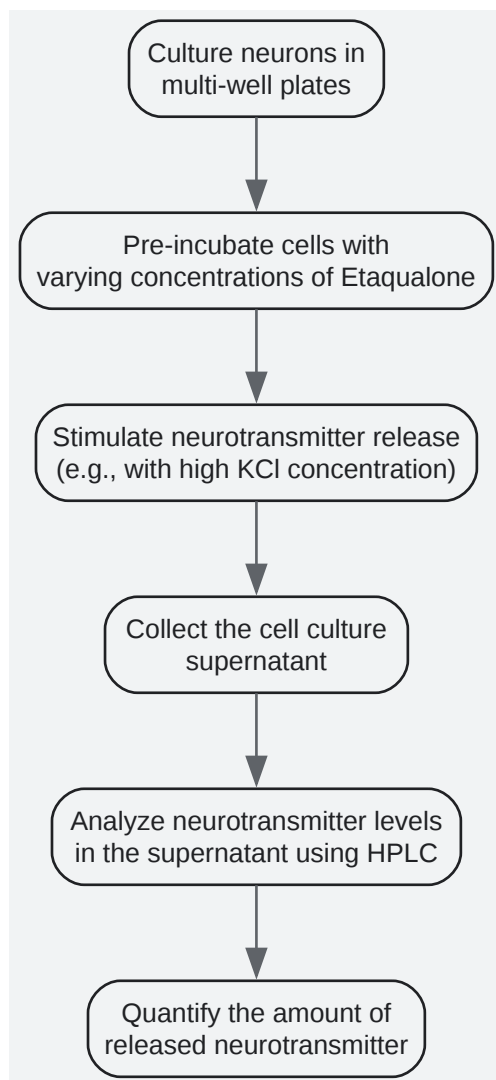 Culture neurons in
multi-well plates
Pre-incubate cells with
varying concentrations of Etaqualone
Stimulate neurotransmitter release
(e.g., with high KCl concentration)
Collect the cell culture
supernatant
Analyze neurotransmitter levels
in the supernatant using HPLC
Quantify the amount of
released neurotransmitter